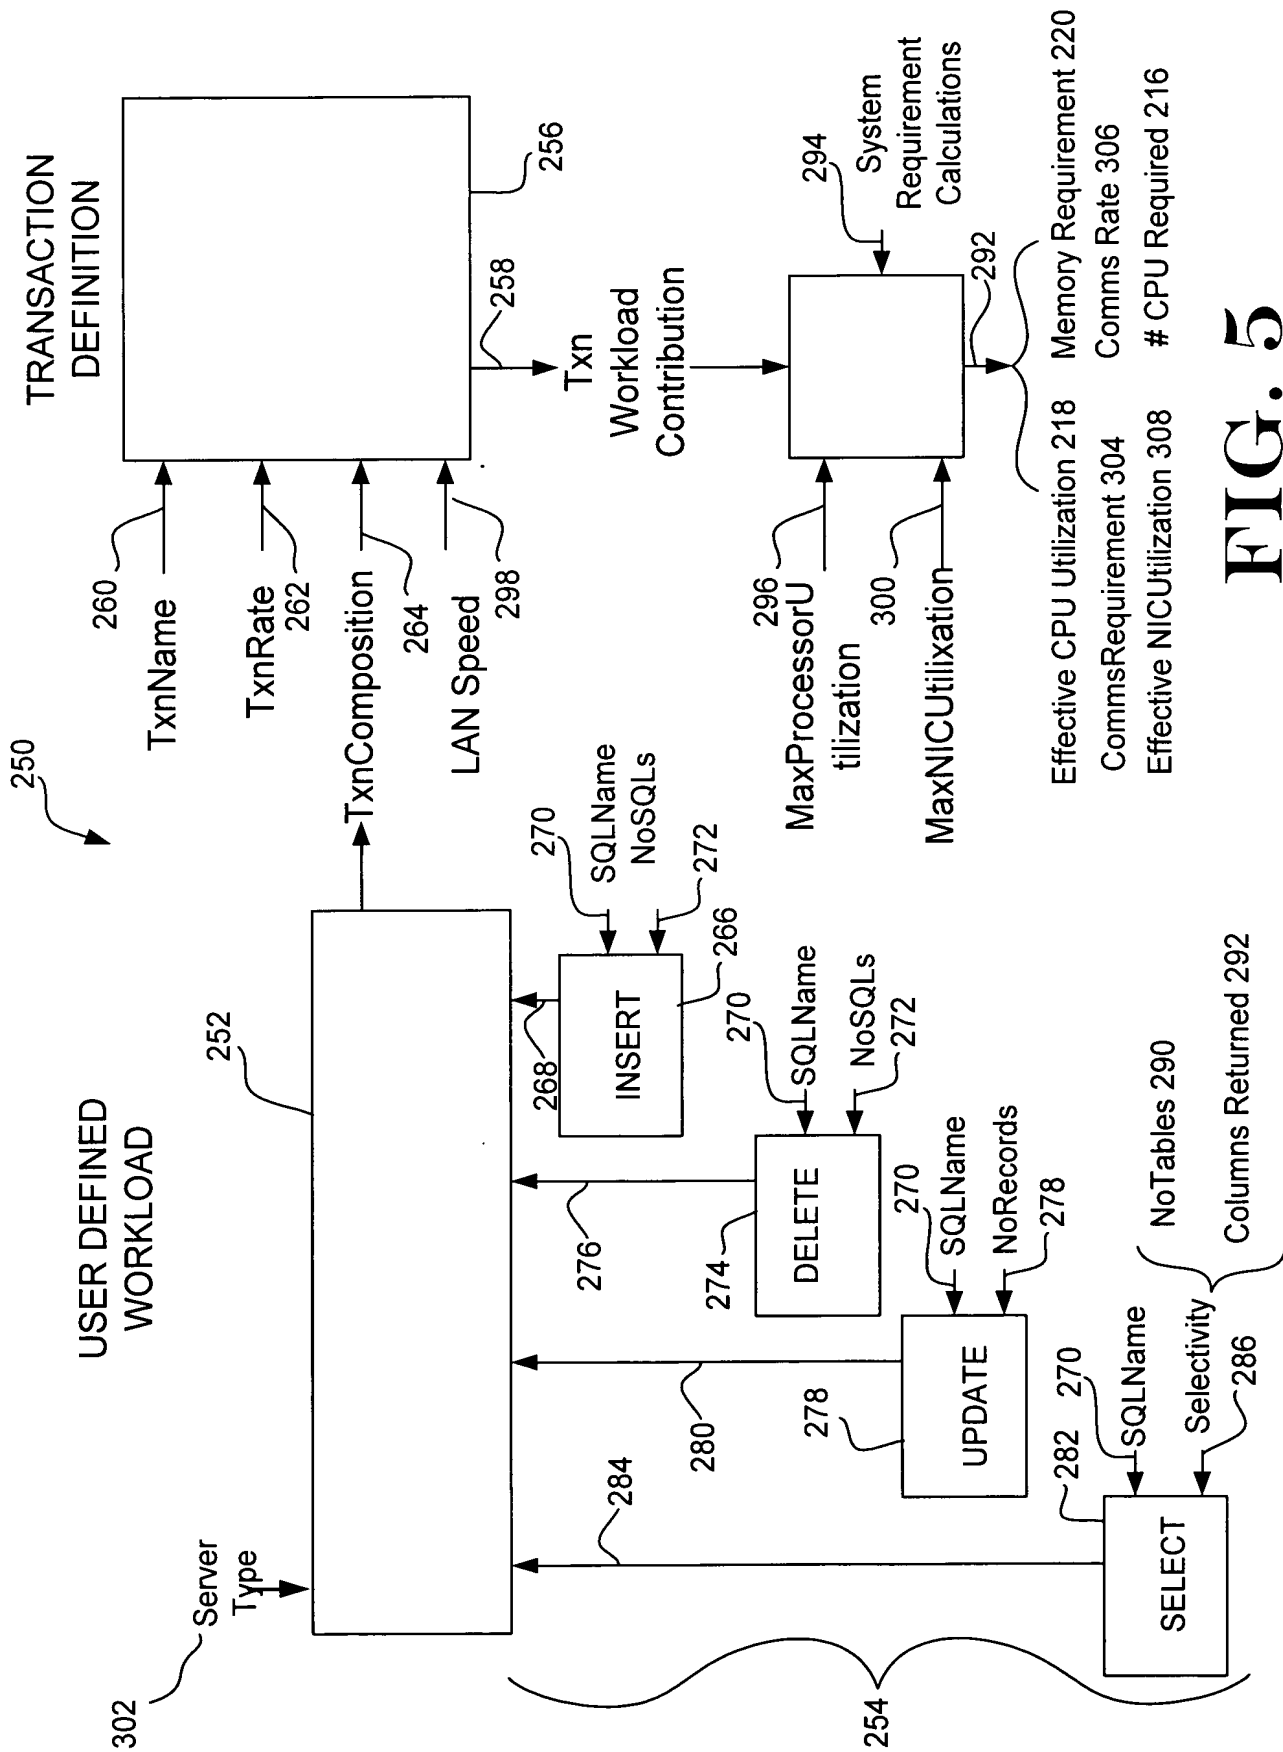 250
USER DEFINED
WORKLOAD
252
302
Server
Type
TRANSACTION
DEFINITION
256
258
TxnName
260
TxnRate
262
TxnComposition
264
LAN Speed
298
Txn
Workload
Contribution
INSERT
266
268
270
SQLName
NoSQLs
272
DELETE
274
276
270
SQLName
NoSQLs
272
UPDATE
278
280
270
SQLName
NoRecords
278
SELECT
282
284
270
SQLName
Selectivity
286
NoTables 290
Columns Returned 292
254
MaxProcessorU
tilization
296
MaxNICUtilixation
300
294
System
Requirement
Calculations
292
Effective CPU Utilization 218
Memory Requirement 220
CommsRequirement 304
Comms Rate 306
Effective NICUtilization 308
# CPU Required 216
FIG. 5